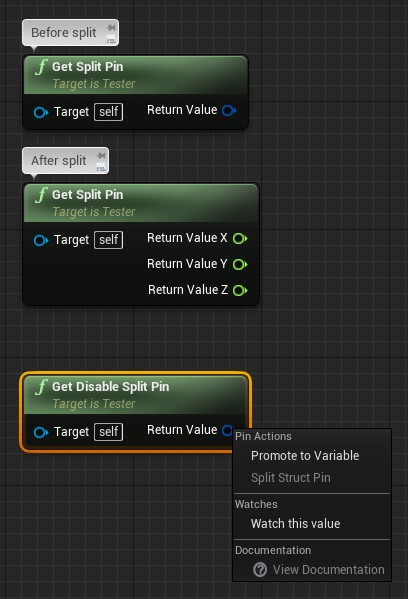 Before split
f Get Split Pin
Target is Tester
Target self Return Value
After split
f Get Split Pin
Target is Tester
Target self Return Value X
Return Value Y
Return Value Z
f Get Disable Split Pin
Target is Tester
Target self Return Value
Pin Actions
Promote to Variable
Split Struct Pin
Watches
Watch this value
Documentation
? View Documentation